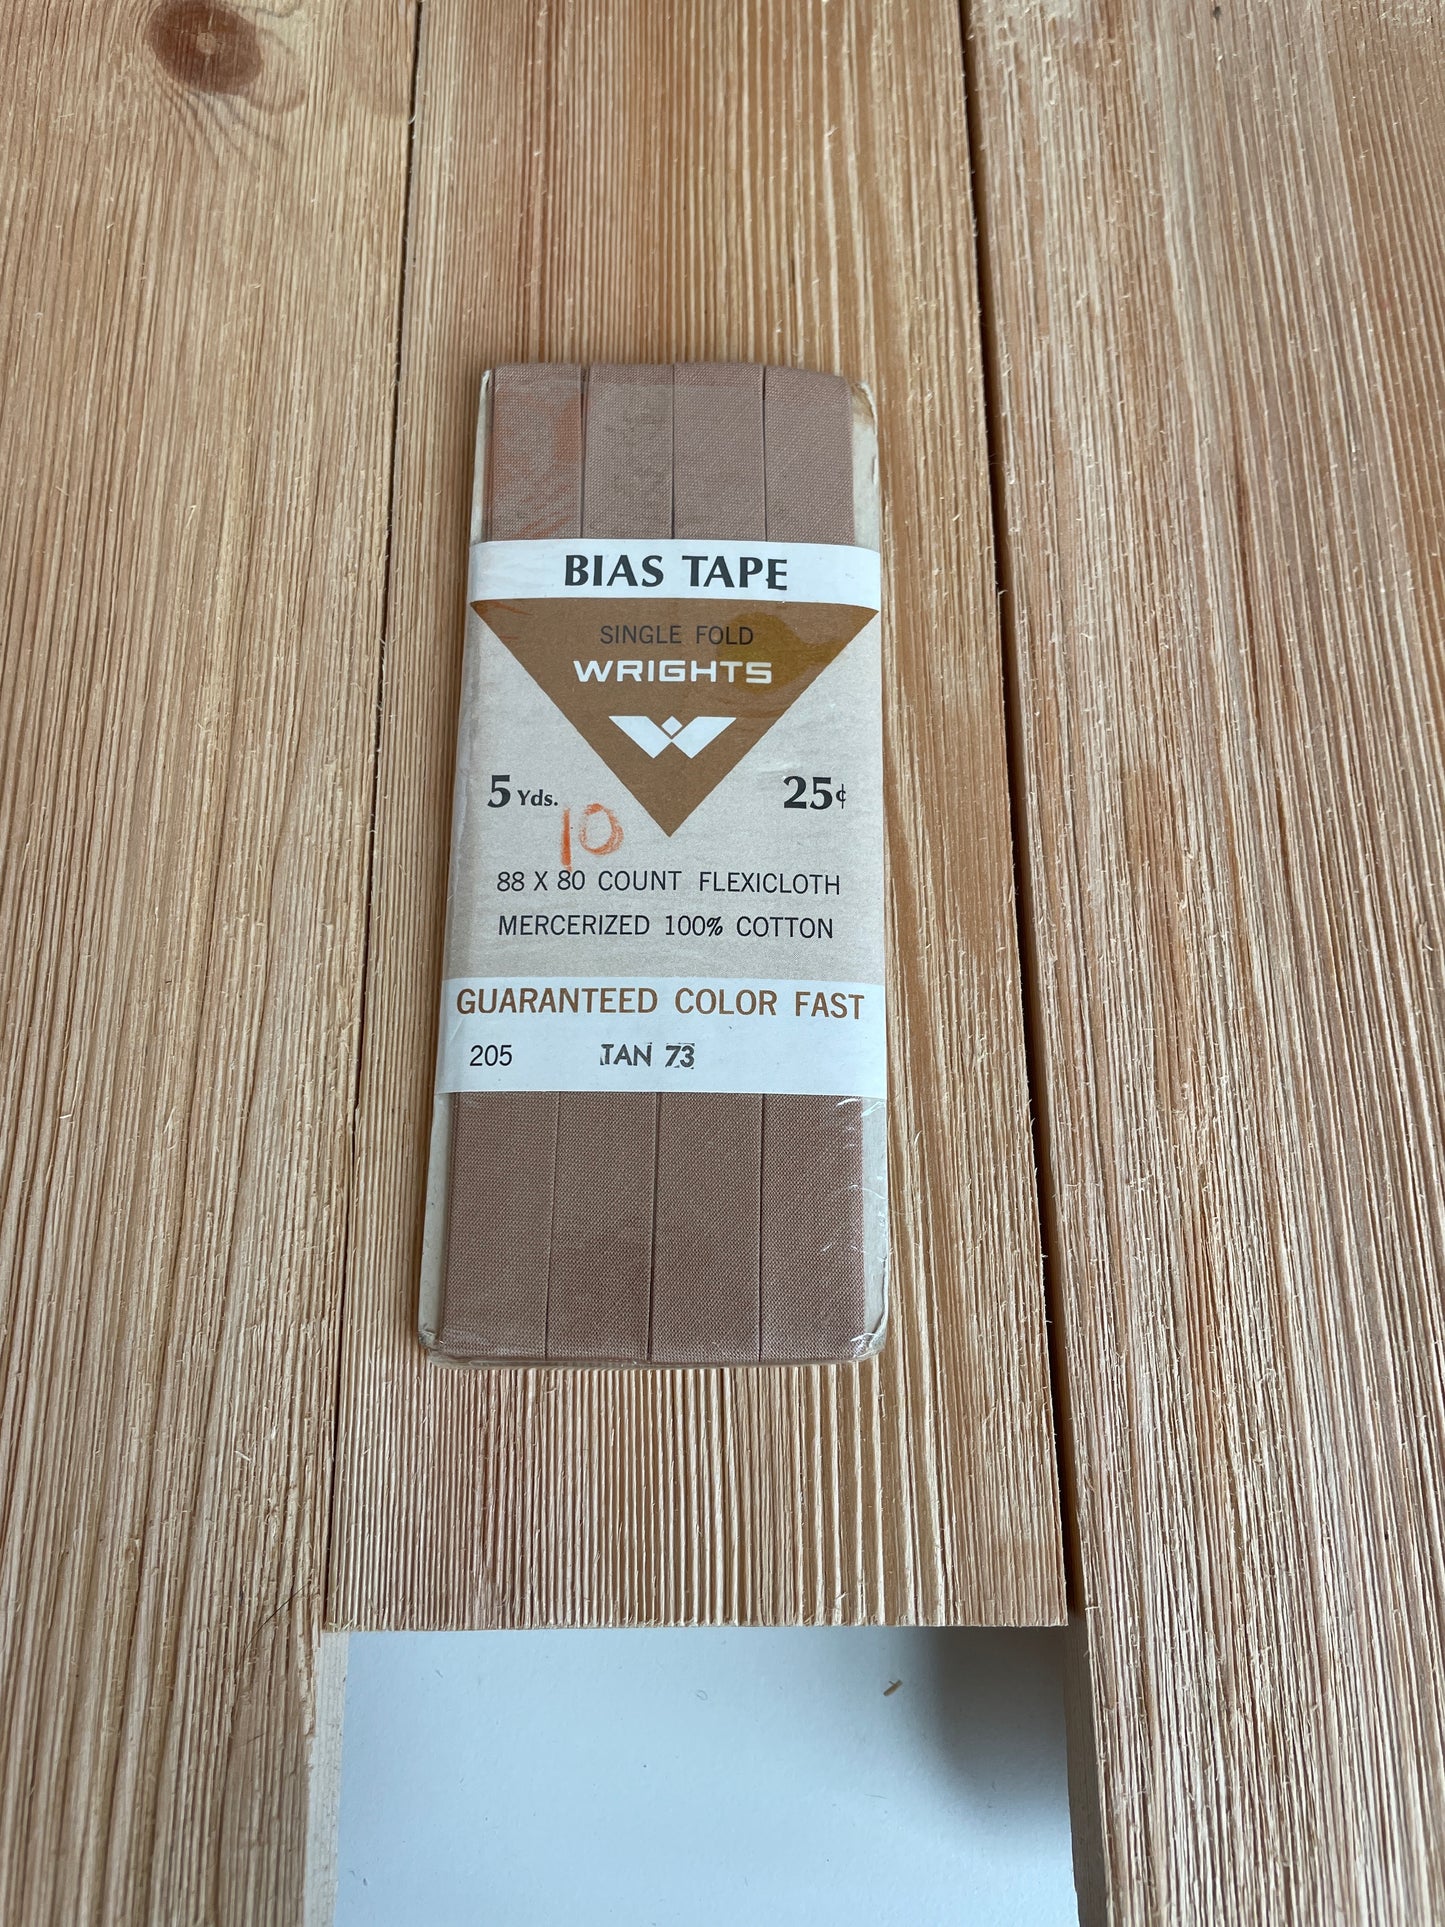 BIAS TAPE
SINGLE FOLD
WRIGHTS
W
5 Yds. 25¢
10
88 X 80 COUNT FLEXICLOTH
MERCERIZED 100% COTTON
GUARANTEED COLOR FAST
205 TAN 73